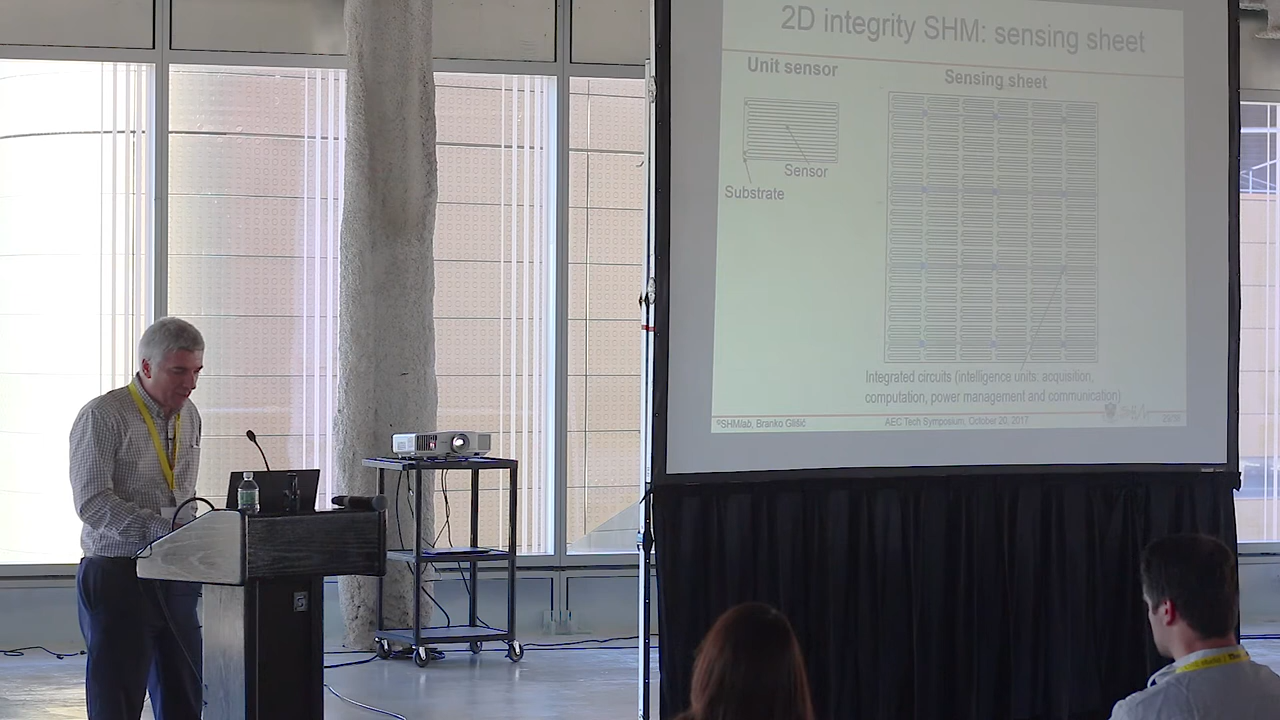 2D integrity SHM: sensing sheet
Unit sensor
Sensing sheet
Sensor
Substrate
Integrated circuits (intelligence units, acquisition,
computation, power management and communication)
SHMlab, Branko Glišić
AEC Tech Symposium, October 20, 2017